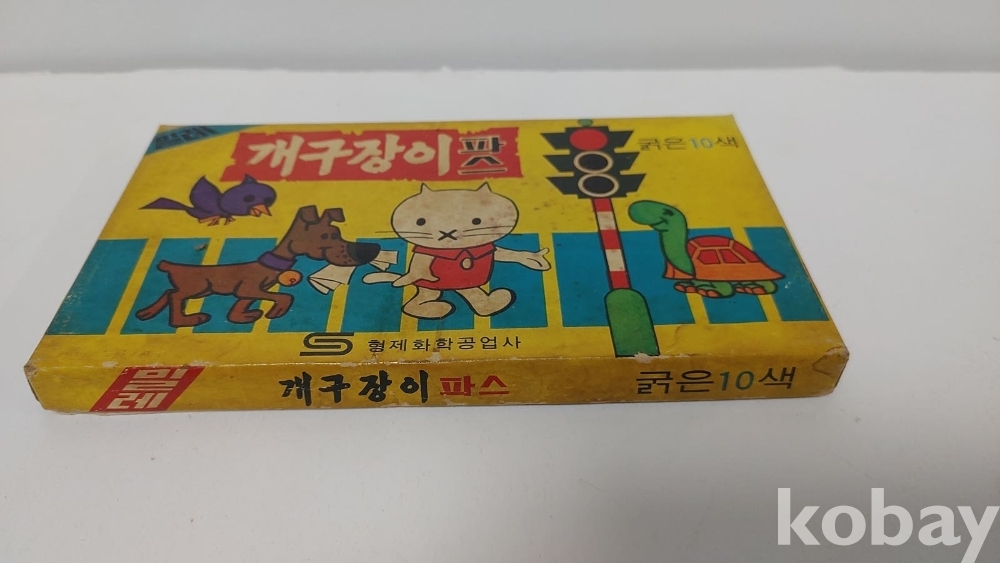 개구장이 파스
굵은 10색
형제화학공업사
밀레
개구장이 파스
굵은 10색
kobay